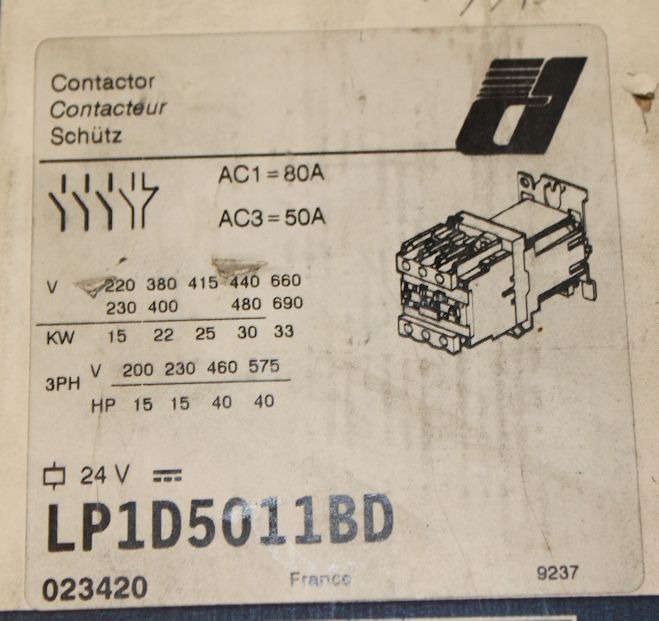 Contactor
Contacteur
Schütz
AC1 = 80A
AC3 = 50A
V 220 380 415 440 660
230 400 480 690
KW 15 22 25 30 33
3PH V 200 230 460 575
HP 15 15 40 40
24 V
LP1D5011BD
023420 France 9237